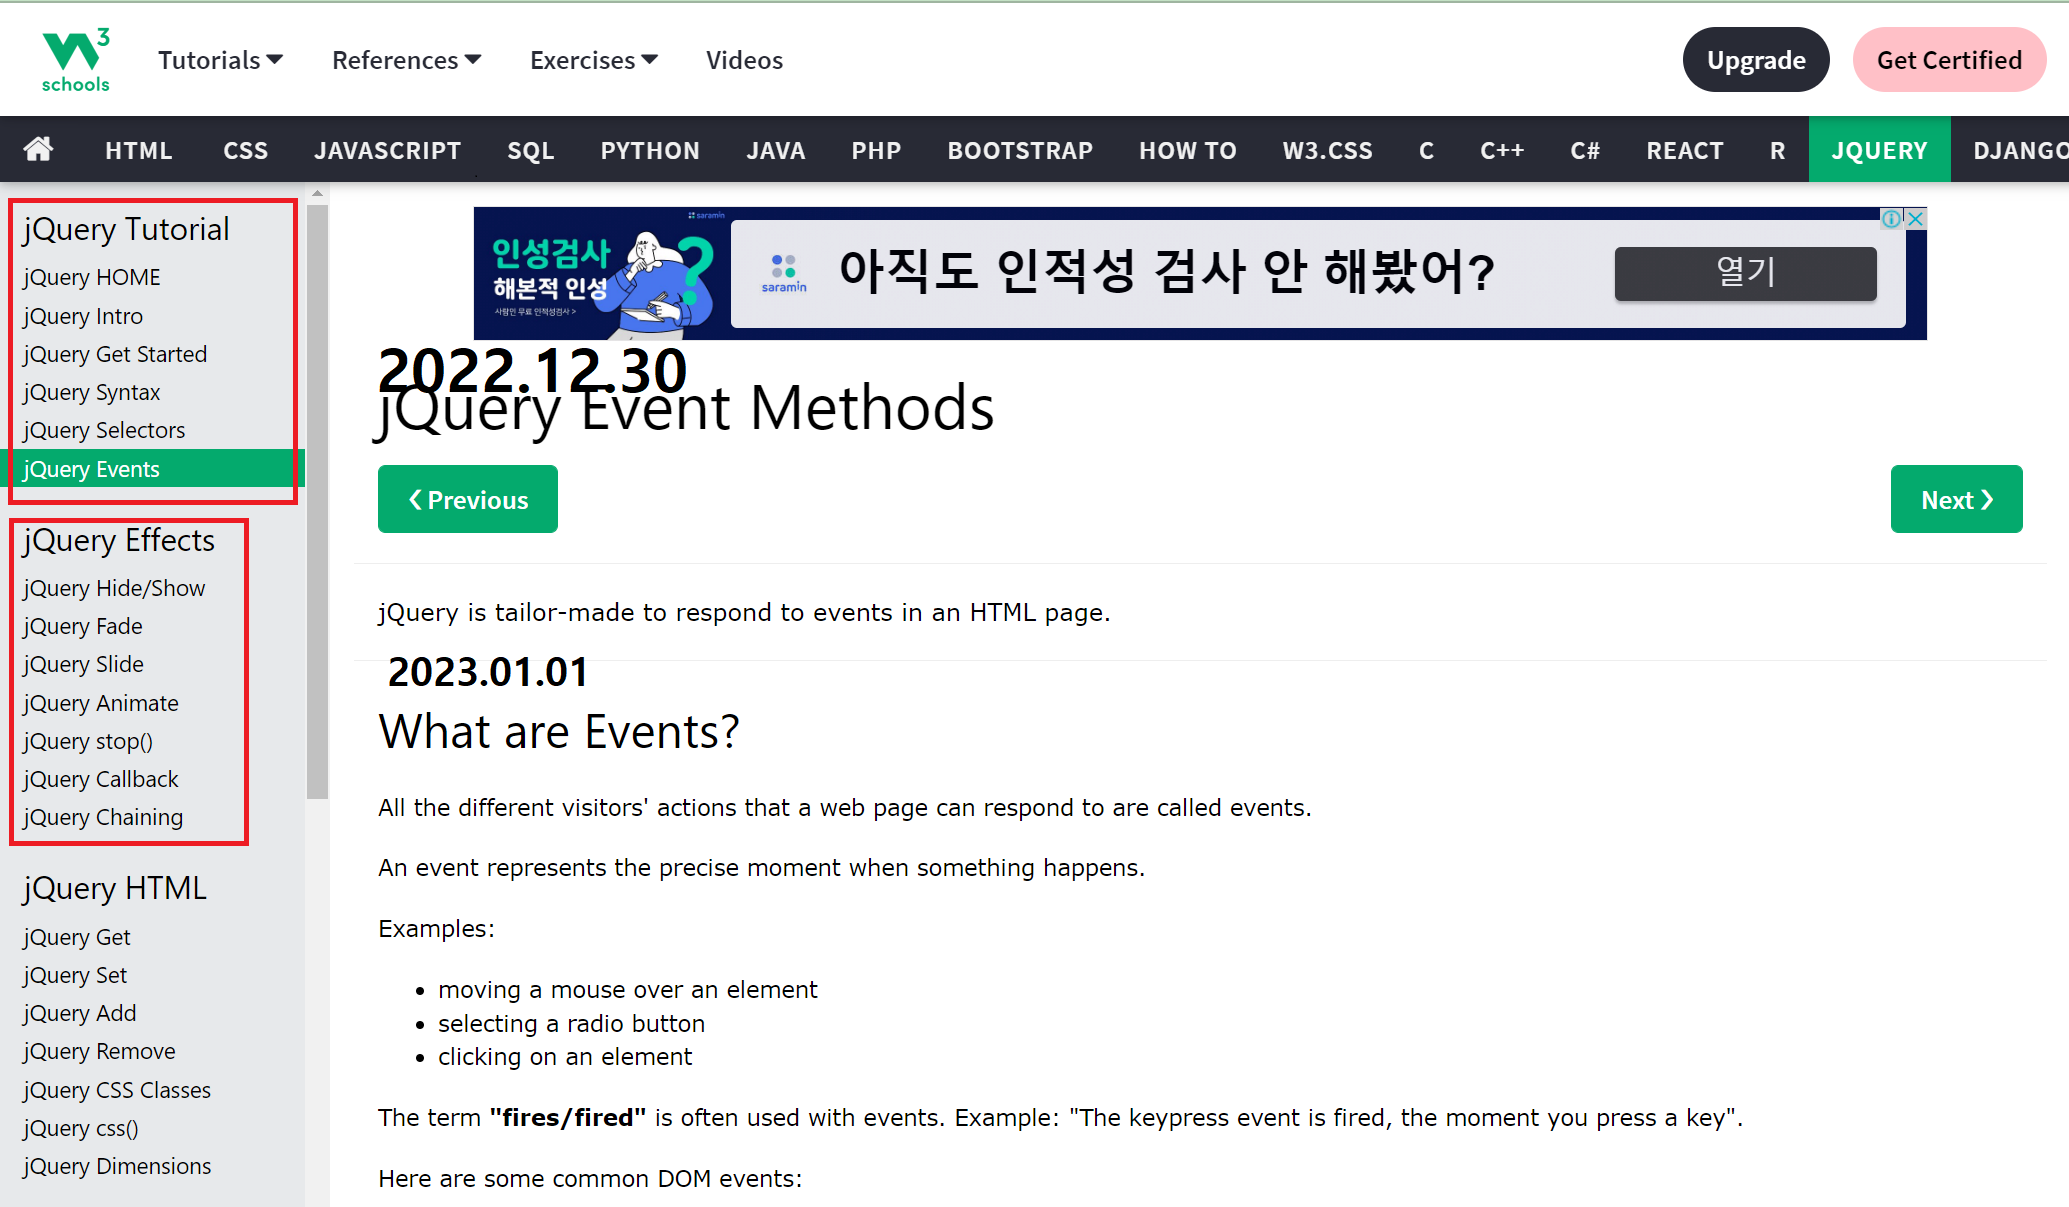 3
schools
Tutorials References Exercises Videos Upgrade Get Certified
HTML CSS JAVASCRIPT SQL PYTHON JAVA PHP BOOTSTRAP HOW TO W3.CSS C C++ C# REACT R JQUERY DJANGO
jQuery Tutorial
jQuery HOME
jQuery Intro
jQuery Get Started
jQuery Syntax
jQuery Selectors
jQuery Events
jQuery Effects
jQuery Hide/Show
jQuery Fade
jQuery Slide
jQuery Animate
jQuery stop()
jQuery Callback
jQuery Chaining
jQuery HTML
jQuery Get
jQuery Set
jQuery Add
jQuery Remove
jQuery CSS Classes
jQuery css()
jQuery Dimensions
saramin
인성검사
해본적 인성
사람인 무료 인적성검사 >
?
saramin
아직도 인적성 검사 안 해봤어?
열기
2022.12.30
jQuery Event Methods
❮ Previous Next ❯
jQuery is tailor-made to respond to events in an HTML page.
2023.01.01
What are Events?
All the different visitors' actions that a web page can respond to are called events.
An event represents the precise moment when something happens.
Examples:
• moving a mouse over an element
• selecting a radio button
• clicking on an element
The term "fires/fired" is often used with events. Example: "The keypress event is fired, the moment you press a key".
Here are some common DOM events: